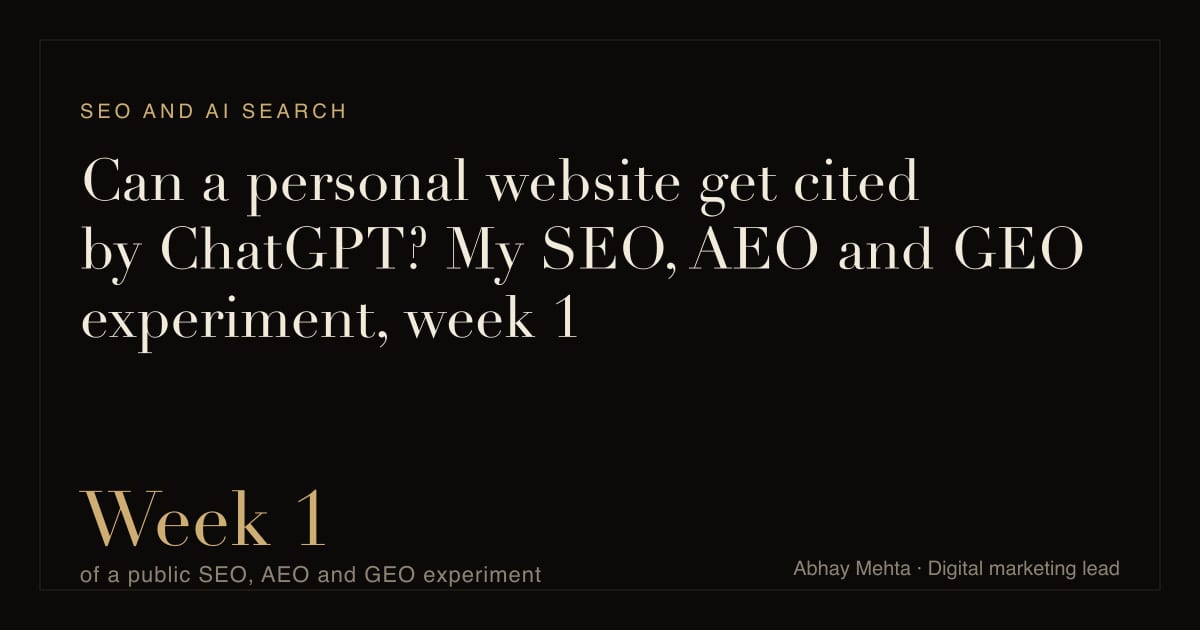 SEO AND AI SEARCH
Can a personal website get cited
by ChatGPT? My SEO, AEO and GEO
experiment, week 1
Week 1
of a public SEO, AEO and GEO experiment
Abhay Mehta · Digital marketing lead